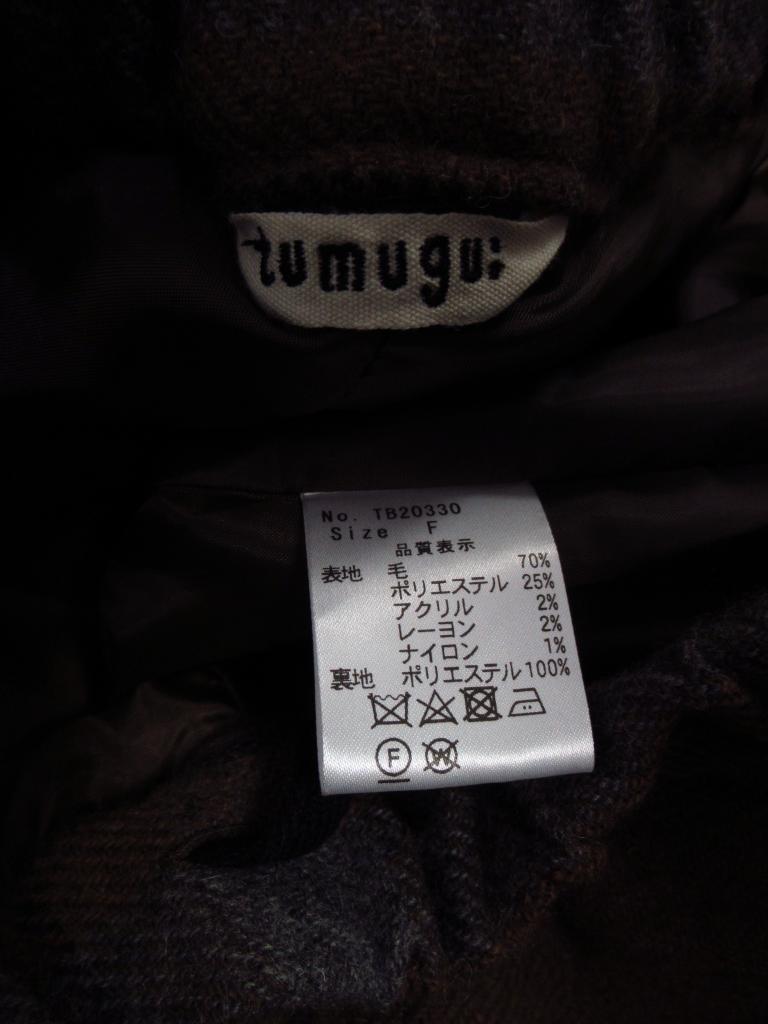 tumugu:
No. TB20330
Size F
品質表示
表地 毛 70%
ポリエステル 25%
アクリル 2%
レーヨン 2%
ナイロン 1%
裏地 ポリエステル 100%
F W